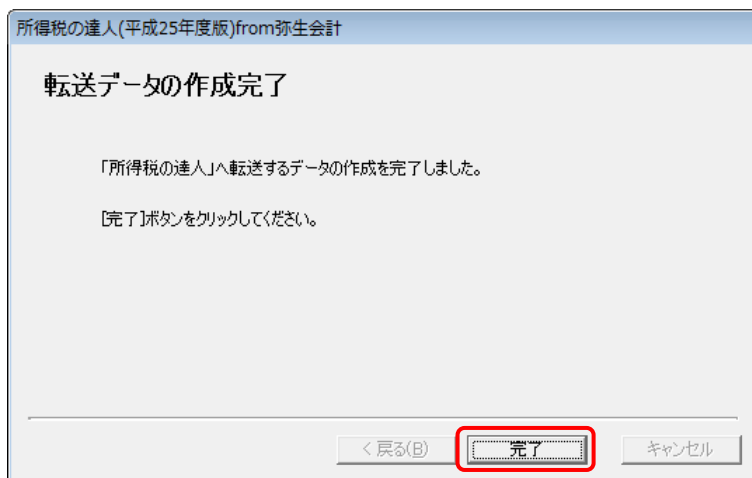 所得税の達人(平成25年度版)from弥生会計
転送データの作成完了
「所得税の達人」へ転送するデータの作成を完了しました。
[完了]ボタンをクリックしてください。
< 戻る(B) 完了 キャンセル